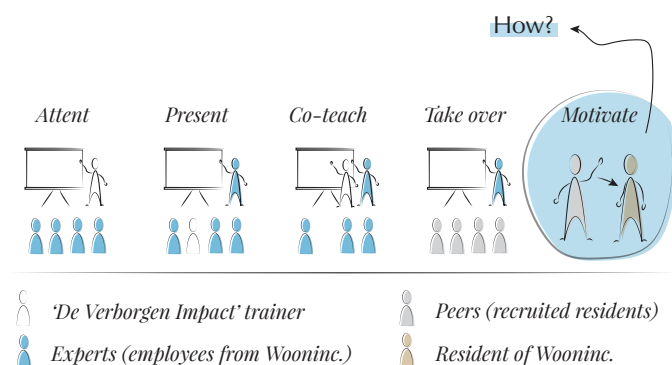 How?
Attent
Present
Co-teach
Take over
Motivate
‘De Verborgen Impact’ trainer
Peers (recruited residents)
Experts (employees from Wooninc.)
Resident of Wooninc.